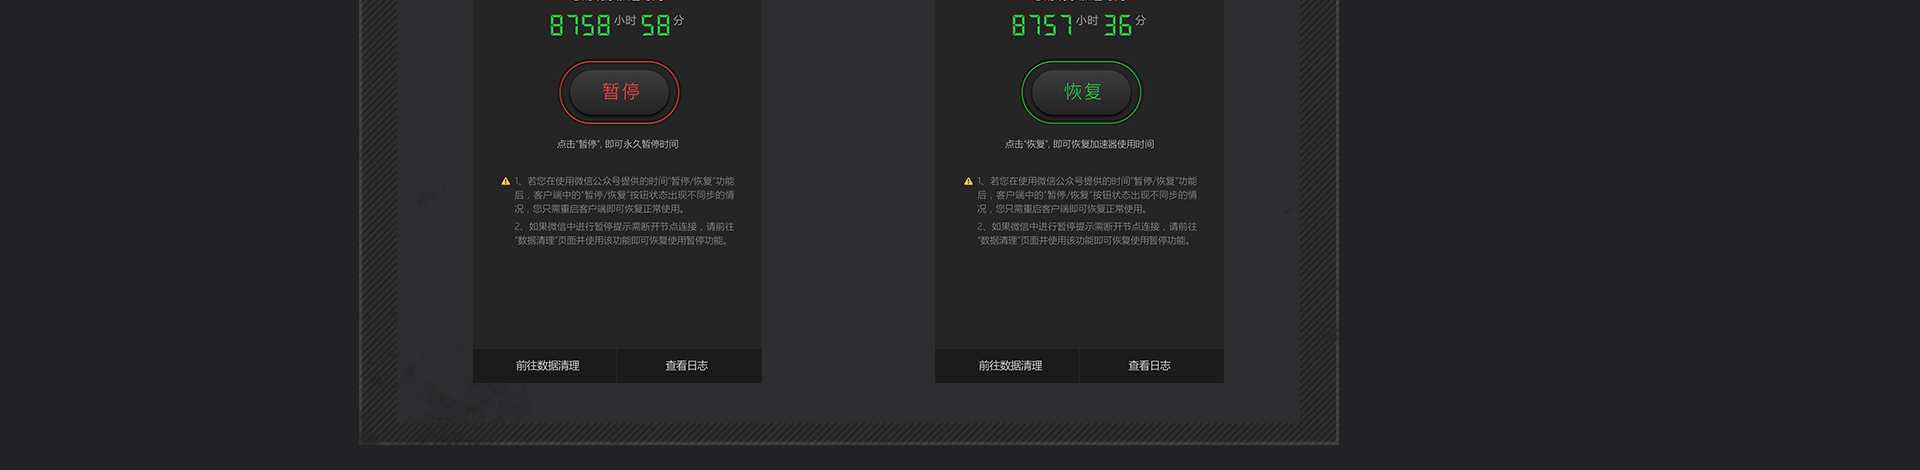 8758小时58分
暂停
点击"暂停", 即可永久暂停时间
1、若您在使用微信公众号提供的时间"暂停/恢复"功能
后，客户端中的"暂停/恢复"按钮状态出现不同步的情
况，您只需重启客户端即可恢复正常使用。
2、如果微信中进行暂停提示需断开节点连接，请前往
"数据清理"页面并使用该功能即可恢复使用暂停功能。
前往数据清理
查看日志
8757小时36分
恢复
点击"恢复", 即可恢复加速器使用时间
1、若您在使用微信公众号提供的时间"暂停/恢复"功能
后，客户端中的"暂停/恢复"按钮状态出现不同步的情
况，您只需重启客户端即可恢复正常使用。
2、如果微信中进行暂停提示需断开节点连接，请前往
"数据清理"页面并使用该功能即可恢复使用暂停功能。
前往数据清理
查看日志